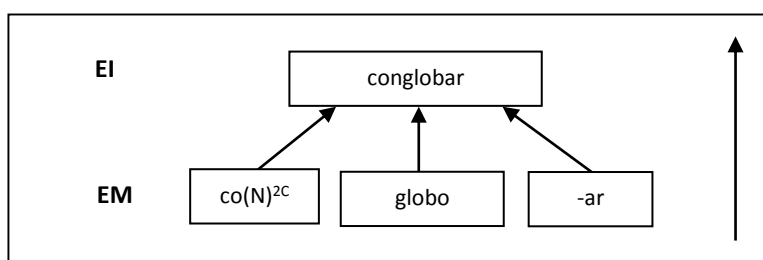 EI
conglobar
EM
co(N)²ᶜ
globo
-ar